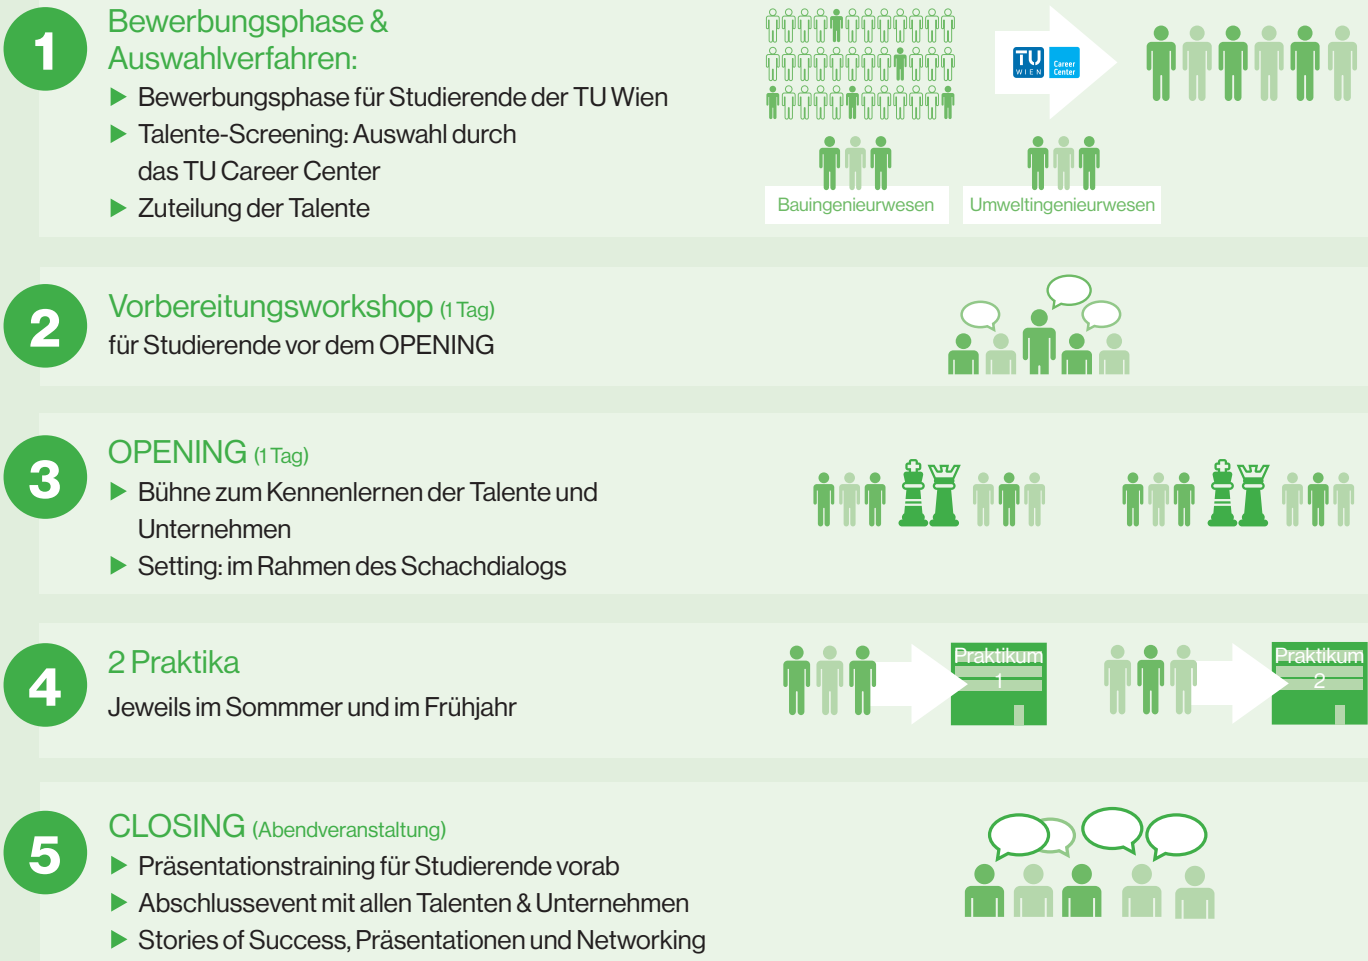 1
Bewerbungsphase &
Auswahlverfahren:
▶ Bewerbungsphase für Studierende der TU Wien
▶ Talente-Screening: Auswahl durch
das TU Career Center
▶ Zuteilung der Talente
TU
WIEN
Career
Center
Bauingenieurwesen
Umweltingenieurwesen
2
Vorbereitungsworkshop (1 Tag)
für Studierende vor dem OPENING
3
OPENING (1 Tag)
▶ Bühne zum Kennenlernen der Talente und
Unternehmen
▶ Setting: im Rahmen des Schachdialogs
4
2 Praktika
Jeweils im Sommmer und im Frühjahr
Praktikum
1
Praktikum
2
5
CLOSING (Abendveranstaltung)
▶ Präsentationstraining für Studierende vorab
▶ Abschlussevent mit allen Talenten & Unternehmen
▶ Stories of Success, Präsentationen und Networking